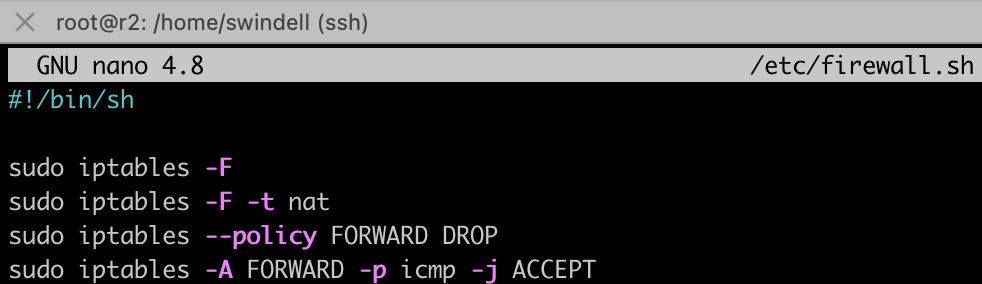 root@r2: /home/swindell (ssh)
GNU nano 4.8 /etc/firewall.sh
#!/bin/sh
sudo iptables -F
sudo iptables -F -t nat
sudo iptables --policy FORWARD DROP
sudo iptables -A FORWARD -p icmp -j ACCEPT